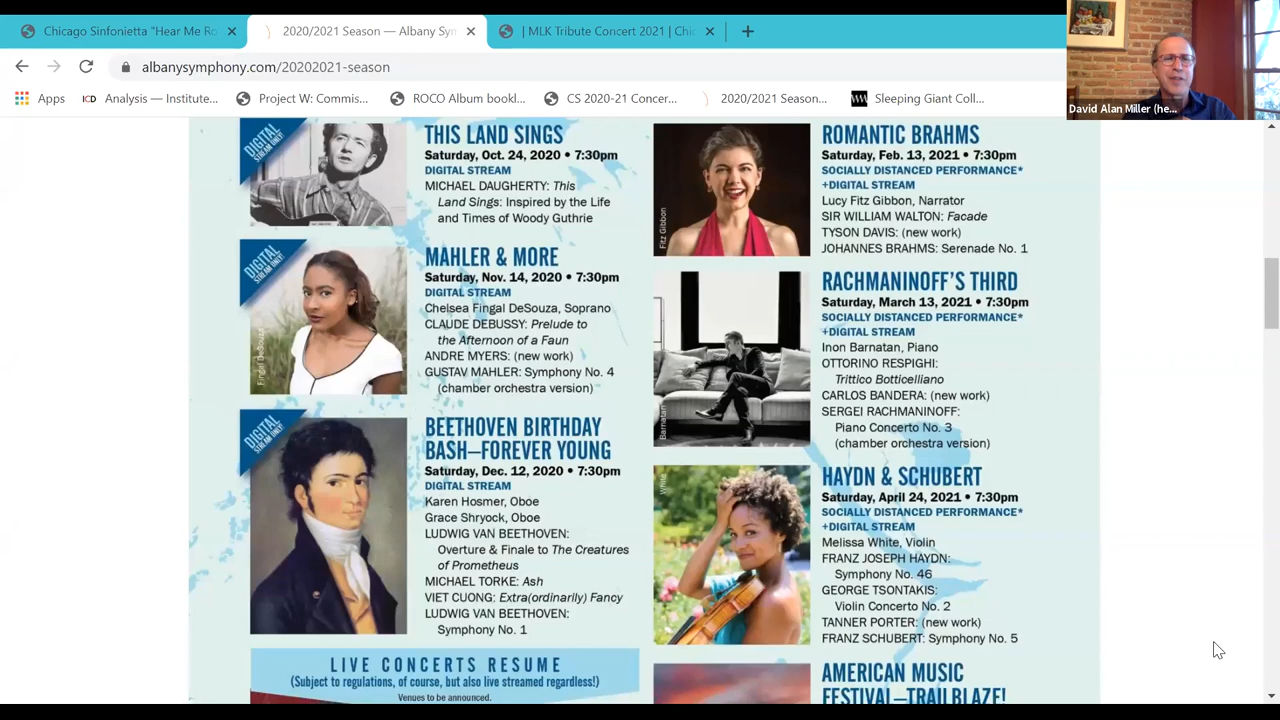 Chicago Sinfonietta "Hear Me Ro
2020/2021 Season — Albany Syn
| MLK Tribute Concert 2021 | Chic
albanysymphony.com/20202021-season
Apps
ICD Analysis — Institute...
Project W: Commis...
ROCO Album bookl...
CS 2020-21 Concer...
2020/2021 Season...
Sleeping Giant Coll...
David Alan Miller (he...
DIGITAL
STREAM ONLY!
THIS LAND SINGS
Saturday, Oct. 24, 2020 • 7:30pm
DIGITAL STREAM
MICHAEL DAUGHERTY: This
Land Sings: Inspired by the Life
and Times of Woody Guthrie
DIGITAL
STREAM ONLY!
Fingal DeSouza
MAHLER & MORE
Saturday, Nov. 14, 2020 • 7:30pm
DIGITAL STREAM
Chelsea Fingal DeSouza, Soprano
CLAUDE DEBUSSY: Prelude to
the Afternoon of a Faun
ANDRE MYERS: (new work)
GUSTAV MAHLER: Symphony No. 4
(chamber orchestra version)
DIGITAL
STREAM ONLY!
BEETHOVEN BIRTHDAY
BASH—FOREVER YOUNG
Saturday, Dec. 12, 2020 • 7:30pm
DIGITAL STREAM
Karen Hosmer, Oboe
Grace Shryock, Oboe
LUDWIG VAN BEETHOVEN:
Overture & Finale to The Creatures
of Prometheus
MICHAEL TORKE: Ash
VIET CUONG: Extra(ordinarily) Fancy
LUDWIG VAN BEETHOVEN:
Symphony No. 1
LIVE CONCERTS RESUME
(Subject to regulations, of course, but also live streamed regardless!)
Venues to be announced.
Fitz Gibbon
ROMANTIC BRAHMS
Saturday, Feb. 13, 2021 • 7:30pm
SOCIALLY DISTANCED PERFORMANCE*
+DIGITAL STREAM
Lucy Fitz Gibbon, Narrator
SIR WILLIAM WALTON: Facade
TYSON DAVIS: (new work)
JOHANNES BRAHMS: Serenade No. 1
Barnatan
RACHMANINOFF'S THIRD
Saturday, March 13, 2021 • 7:30pm
SOCIALLY DISTANCED PERFORMANCE*
+DIGITAL STREAM
Inon Barnatan, Piano
OTTORINO RESPIGHI:
Trittico Botticelliano
CARLOS BANDERA: (new work)
SERGEI RACHMANINOFF:
Piano Concerto No. 3
(chamber orchestra version)
White
HAYDN & SCHUBERT
Saturday, April 24, 2021 • 7:30pm
SOCIALLY DISTANCED PERFORMANCE*
+DIGITAL STREAM
Melissa White, Violin
FRANZ JOSEPH HAYDN:
Symphony No. 46
GEORGE TSONTAKIS:
Violin Concerto No. 2
TANNER PORTER: (new work)
FRANZ SCHUBERT: Symphony No. 5
AMERICAN MUSIC
FESTIVAL—TRAILBLAZE!